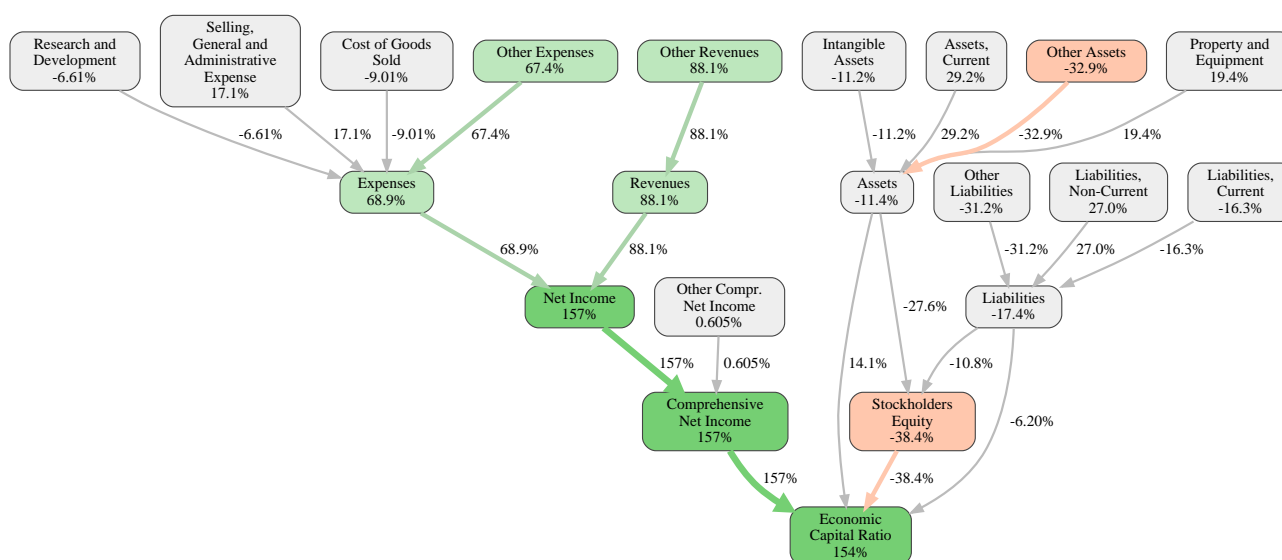 Research and
Development
-6.61%
Selling,
General and
Administrative
Expense
17.1%
Cost of Goods
Sold
-9.01%
Other Expenses
67.4%
Other Revenues
88.1%
Intangible
Assets
-11.2%
Assets,
Current
29.2%
Other Assets
-32.9%
Property and
Equipment
19.4%
-6.61%
17.1%
-9.01%
67.4%
88.1%
-11.2%
29.2%
-32.9%
19.4%
Expenses
68.9%
Revenues
88.1%
Assets
-11.4%
Other
Liabilities
-31.2%
Liabilities,
Non-Current
27.0%
Liabilities,
Current
-16.3%
68.9%
88.1%
-31.2%
27.0%
-16.3%
Net Income
157%
Other Compr.
Net Income
0.605%
-27.6%
Liabilities
-17.4%
157%
0.605%
14.1%
-10.8%
Comprehensive
Net Income
157%
Stockholders
Equity
-38.4%
-6.20%
157%
-38.4%
Economic
Capital Ratio
154%